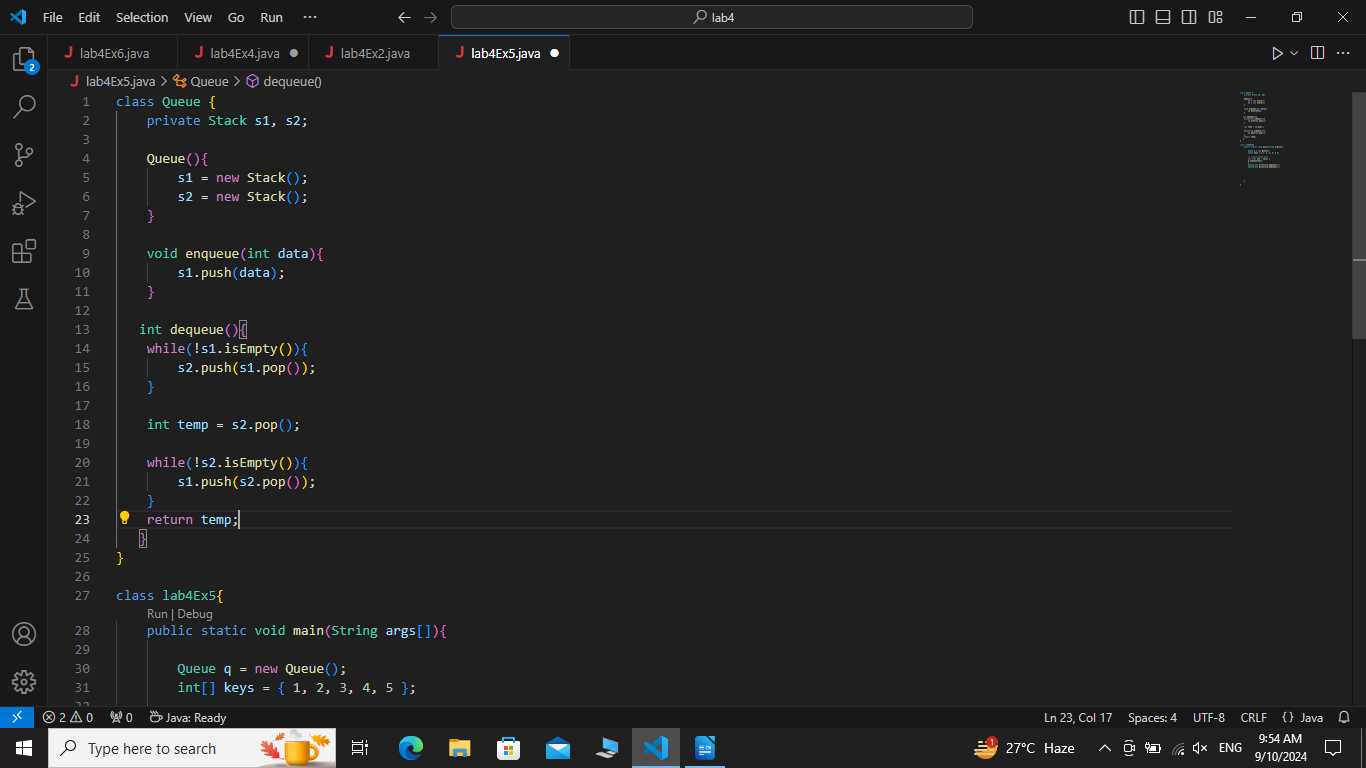 File Edit Selection View Go Run ··· lab4
lab4Ex6.java lab4Ex4.java lab4Ex2.java lab4Ex5.java
lab4Ex5.java > Queue > dequeue()
1 class Queue {
2 private Stack s1, s2;
3
4 Queue(){
5 s1 = new Stack();
6 s2 = new Stack();
7 }
8
9 void enqueue(int data){
10 s1.push(data);
11 }
12
13 int dequeue(){
14 while(!s1.isEmpty()){
15 s2.push(s1.pop());
16 }
17
18 int temp = s2.pop();
19
20 while(!s2.isEmpty()){
21 s1.push(s2.pop());
22 }
23 return temp;
24 }
25 }
26
27 class lab4Ex5{
Run | Debug
28 public static void main(String args[]){
29
30 Queue q = new Queue();
31 int[] keys = { 1, 2, 3, 4, 5 };
2
2 0 0 Java: Ready Ln 23, Col 17 Spaces: 4 UTF-8 CRLF {} Java
Type here to search 1 27°C Haze ENG 9:54 AM
9/10/2024